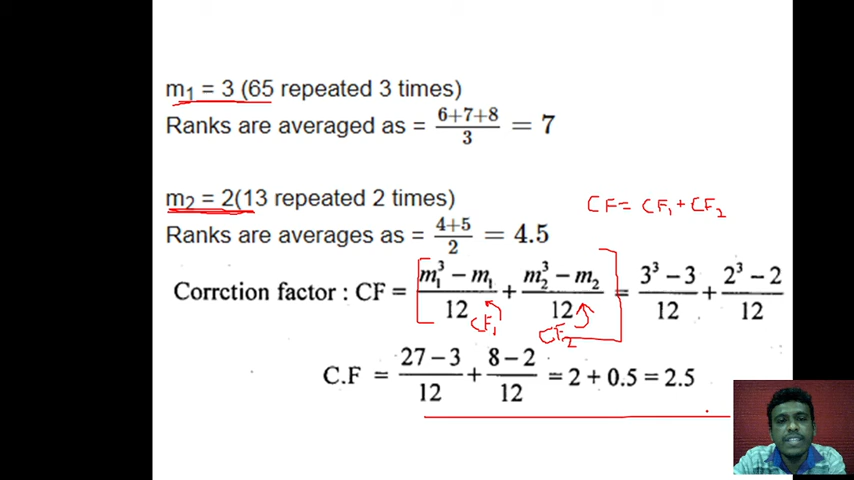 m₁ = 3 (65 repeated 3 times)
Ranks are averaged as = (6+7+8)/3 = 7
m₂ = 2(13 repeated 2 times)
CF = CF₁ + CF₂
Ranks are averages as = (4+5)/2 = 4.5
Corrction factor : CF = [(m₁³ − m₁)/12 + (m₂³ − m₂)/12] = (3³ − 3)/12 + (2³ − 2)/12
CF₁ CF₂
C.F = (27 − 3)/12 + (8 − 2)/12 = 2 + 0.5 = 2.5